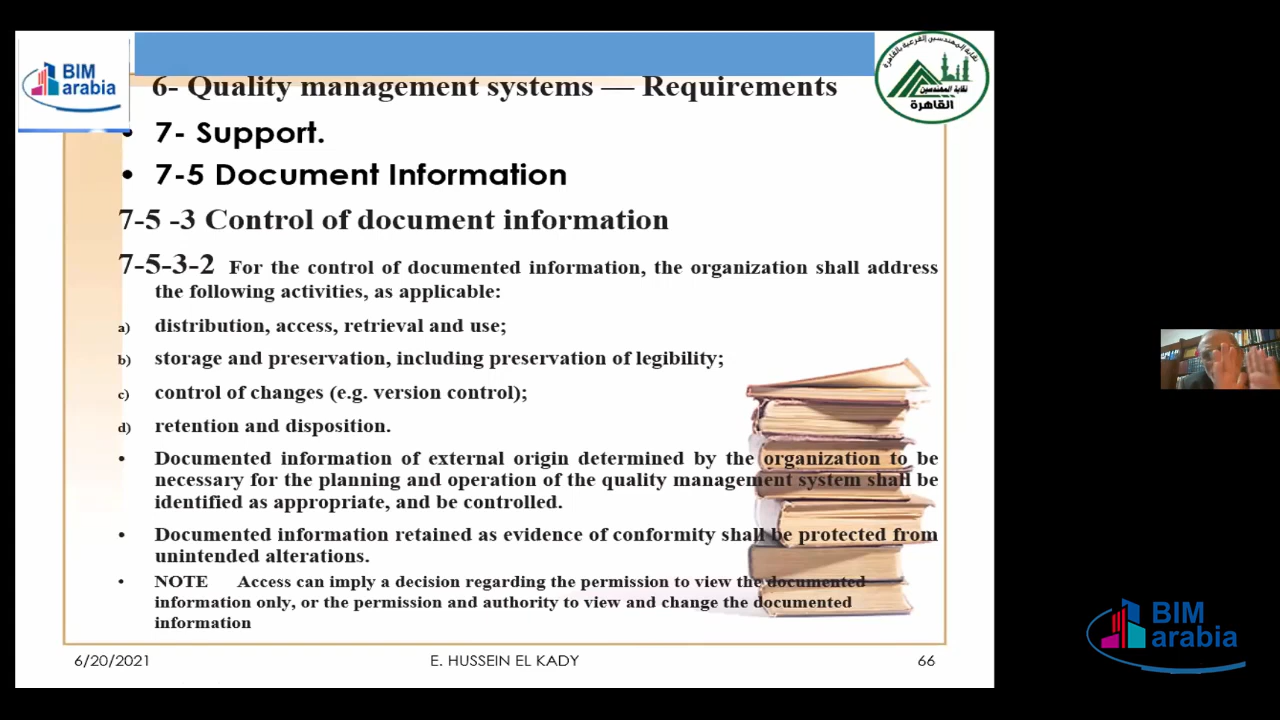 BIM
arabia
6- Quality management systems — Requirements
نقابة المهندسين الفرعية بالقاهرة
نقابة المهندسين
القاهرة
• 7- Support.
• 7-5 Document Information
7-5 -3 Control of document information
7-5-3-2 For the control of documented information, the organization shall address
the following activities, as applicable:
a) distribution, access, retrieval and use;
b) storage and preservation, including preservation of legibility;
c) control of changes (e.g. version control);
d) retention and disposition.
• Documented information of external origin determined by the organization to be
necessary for the planning and operation of the quality management system shall be
identified as appropriate, and be controlled.
• Documented information retained as evidence of conformity shall be protected from
unintended alterations.
• NOTE Access can imply a decision regarding the permission to view the documented
information only, or the permission and authority to view and change the documented
information
6/20/2021
E. HUSSEIN EL KADY
66
BIM
arabia